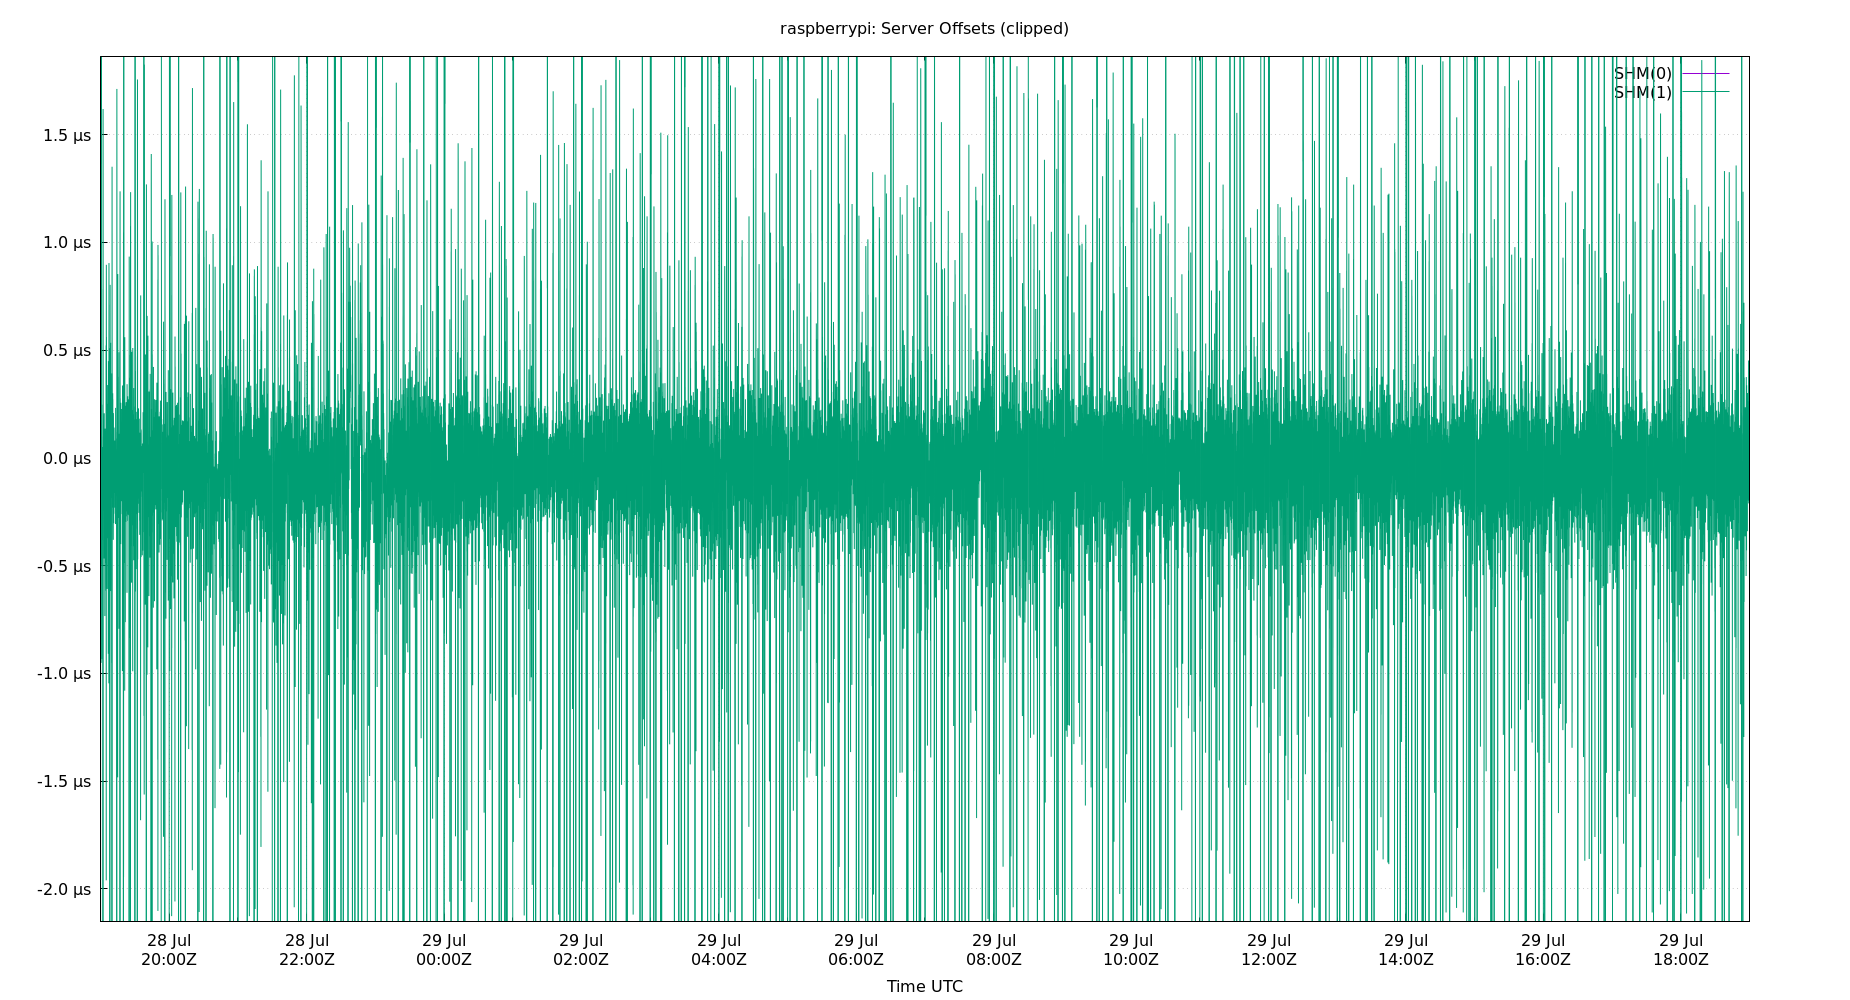 raspberrypi: Server Offsets (clipped)
SHM(0)
SHM(1)
1.5 µs
1.0 µs
0.5 µs
0.0 µs
-0.5 µs
-1.0 µs
-1.5 µs
-2.0 µs
28 Jul 28 Jul 29 Jul 29 Jul 29 Jul 29 Jul 29 Jul 29 Jul 29 Jul 29 Jul 29 Jul 29 Jul
20:00Z 22:00Z 00:00Z 02:00Z 04:00Z 06:00Z 08:00Z 10:00Z 12:00Z 14:00Z 16:00Z 18:00Z
Time UTC